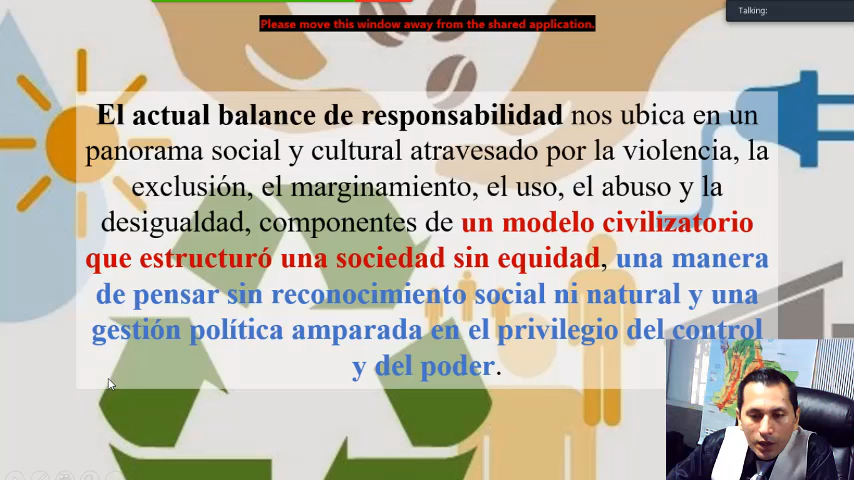 Talking:
Please move this window away from the shared application.
El actual balance de responsabilidad nos ubica en un
panorama social y cultural atravesado por la violencia, la
exclusión, el marginamiento, el uso, el abuso y la
desigualdad, componentes de un modelo civilizatorio
que estructuró una sociedad sin equidad, una manera
de pensar sin reconocimiento social ni natural y una
gestión política amparada en el privilegio del control
y del poder.